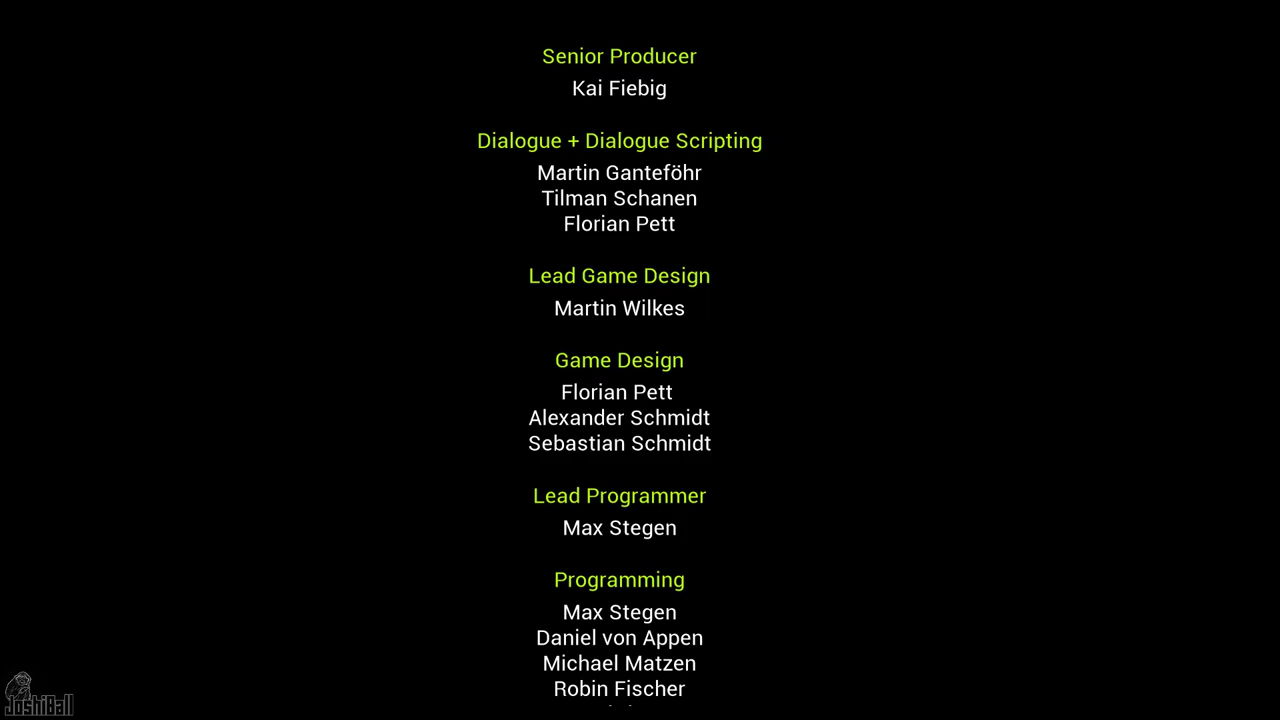 Senior Producer
Kai Fiebig
Dialogue + Dialogue Scripting
Martin Ganteföhr
Tilman Schanen
Florian Pett
Lead Game Design
Martin Wilkes
Game Design
Florian Pett
Alexander Schmidt
Sebastian Schmidt
Lead Programmer
Max Stegen
Programming
Max Stegen
Daniel von Appen
Michael Matzen
Robin Fischer
JoshiBall